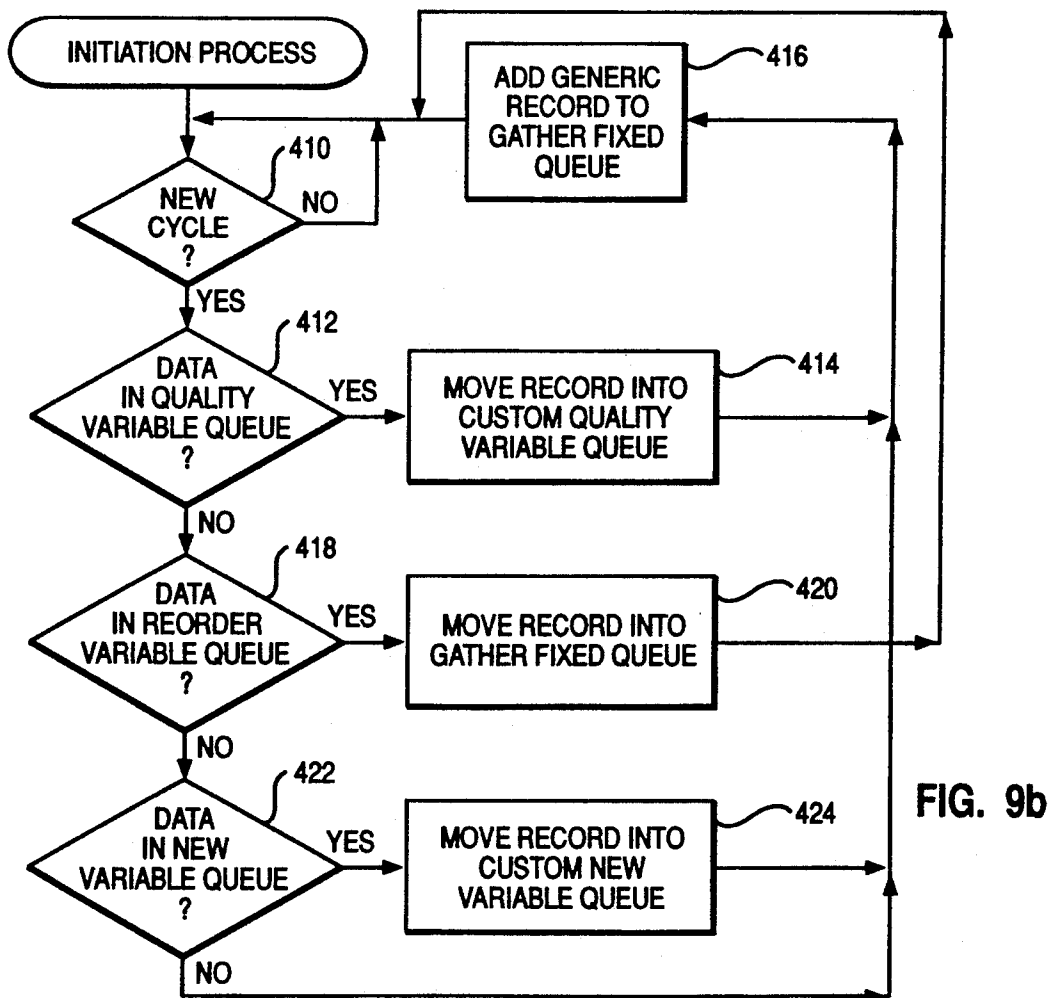 INITIATION PROCESS
ADD GENERIC
RECORD TO
GATHER FIXED
QUEUE
416
410
NEW
CYCLE
?
NO
YES
412
DATA
IN QUALITY
VARIABLE QUEUE
?
YES
MOVE RECORD INTO
CUSTOM QUALITY
VARIABLE QUEUE
414
NO
418
DATA
IN REORDER
VARIABLE QUEUE
?
YES
MOVE RECORD INTO
GATHER FIXED QUEUE
420
NO
422
DATA
IN NEW
VARIABLE QUEUE
?
YES
MOVE RECORD INTO
CUSTOM NEW
VARIABLE QUEUE
424
NO
FIG. 9b